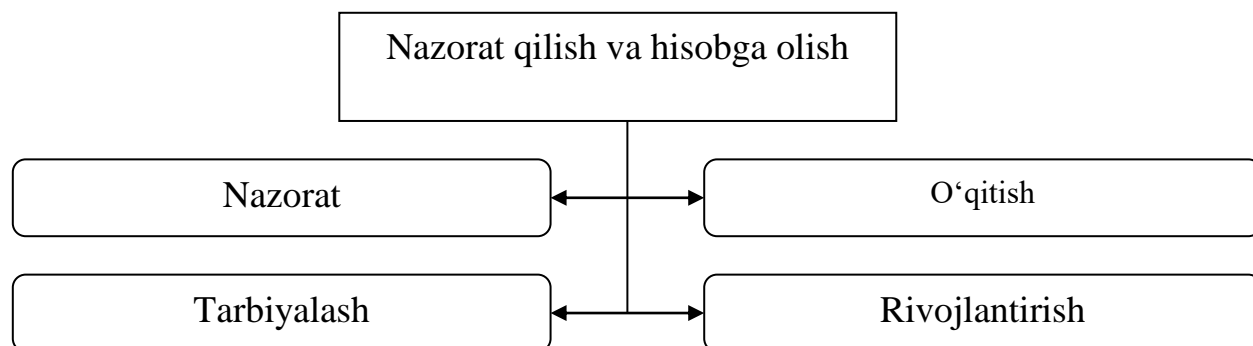 Nazorat qilish va hisobga olish
Nazorat
O‘qitish
Tarbiyalash
Rivojlantirish